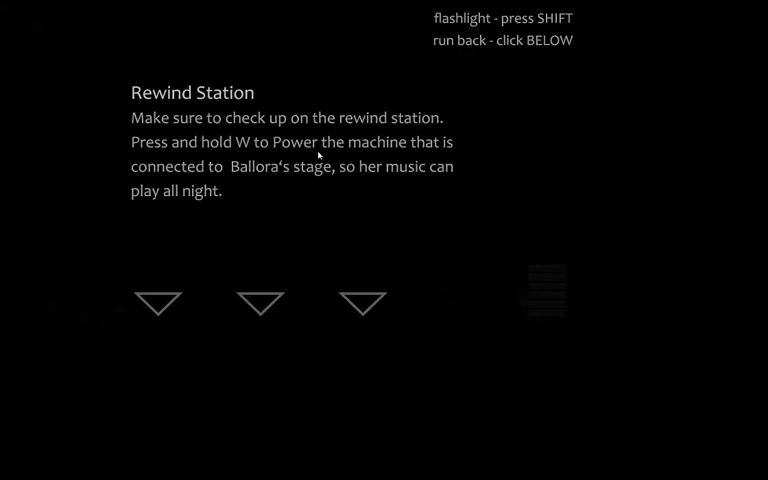 flashlight - press SHIFT
run back - click BELOW
Rewind Station
Make sure to check up on the rewind station.
Press and hold W to Power the machine that is
connected to  Ballora's stage, so her music can
play all night.